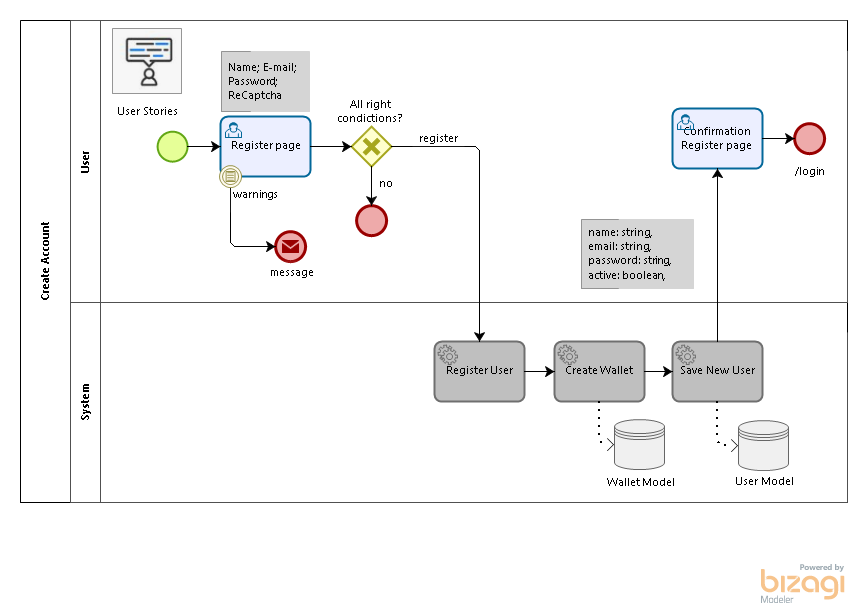 Create Account
User
System
User Stories
Name; E-mail;
Password;
ReCaptcha
Register page
warnings
message
All right
condictions?
register
no
Confirmation
Register page
/login
name: string,
email: string,
password: string,
active: boolean,
Register User
Create Wallet
Save New User
Wallet Model
User Model
Powered by
bizagi
Modeler